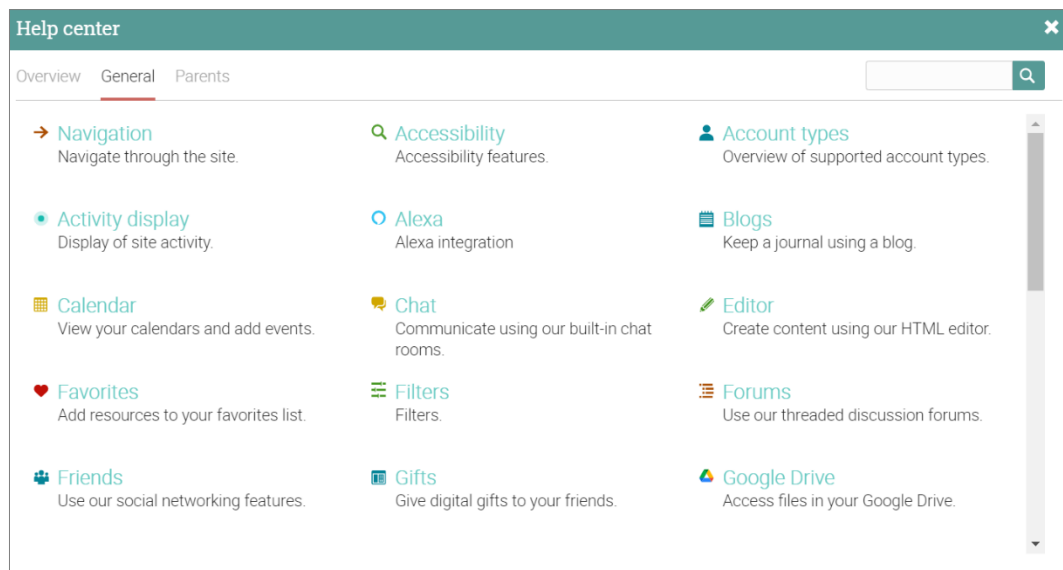 Help center
Overview General Parents
Navigation
Navigate through the site.
Accessibility
Accessibility features.
Account types
Overview of supported account types.
Activity display
Display of site activity.
Alexa
Alexa integration
Blogs
Keep a journal using a blog.
Calendar
View your calendars and add events.
Chat
Communicate using our built-in chat
rooms.
Editor
Create content using our HTML editor.
Favorites
Add resources to your favorites list.
Filters
Filters.
Forums
Use our threaded discussion forums.
Friends
Use our social networking features.
Gifts
Give digital gifts to your friends.
Google Drive
Access files in your Google Drive.